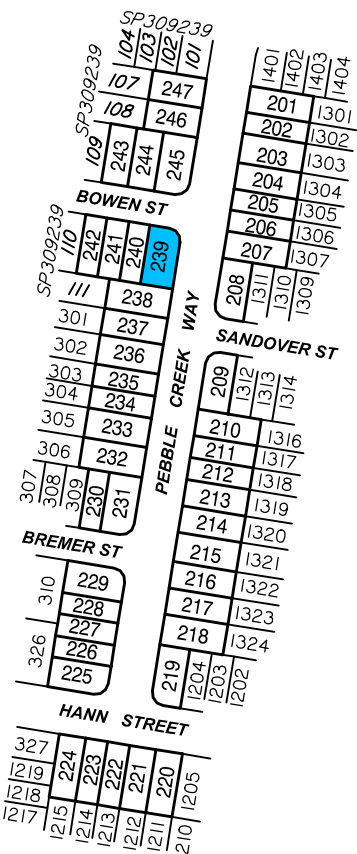 SP309239
104 103 102 101
1401 1402 1403 1404
SP309239
107 247
108 246
109 243 244 245
201 1301
202 1302
203 1303
204 1304
205 1305
206 1306
207 1307
208 1311 1310 1309
BOWEN ST
SP309239
110 242 241 240 239
111 238
301 237
302 236
303 235
304 234
305 233
306 232
307 308 309 230 231
PEBBLE CREEK WAY
SANDOVER ST
209 1312 1313 1314
210 1316
211 1317
212 1318
213 1319
214 1320
215 1321
216 1322
217 1323
218 1324
219 1204 1203 1202
BREMER ST
310 229
228
227
326 226
225
HANN STREET
327 224 223 222 221 220 1205
1219
1218
1217 1215 1214 1213 1212 1211 210